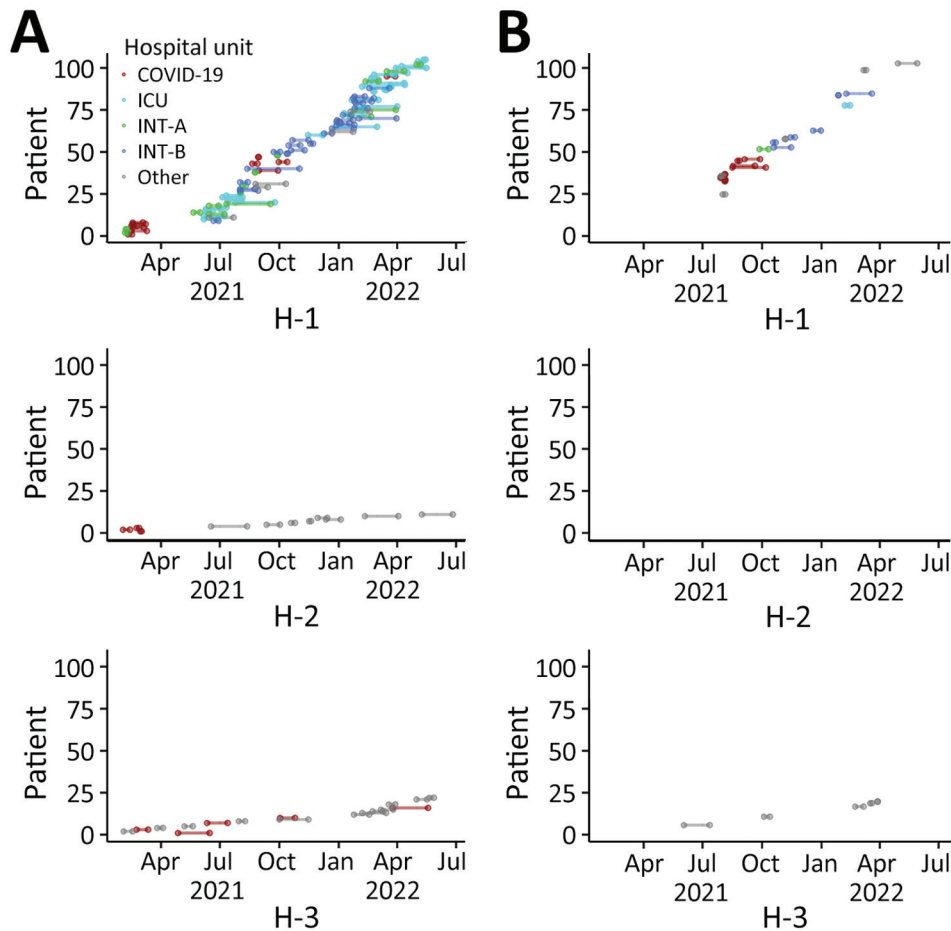 A
Hospital unit
COVID-19
ICU
INT-A
INT-B
Other
Patient
100
75
50
25
0
Apr Jul Oct Jan Apr Jul
2021 2022
H-1
B
Patient
100
75
50
25
0
Apr Jul Oct Jan Apr Jul
2021 2022
H-1
Patient
100
75
50
25
0
Apr Jul Oct Jan Apr Jul
2021 2022
H-2
Patient
100
75
50
25
0
Apr Jul Oct Jan Apr Jul
2021 2022
H-2
Patient
100
75
50
25
0
Apr Jul Oct Jan Apr Jul
2021 2022
H-3
Patient
100
75
50
25
0
Apr Jul Oct Jan Apr Jul
2021 2022
H-3